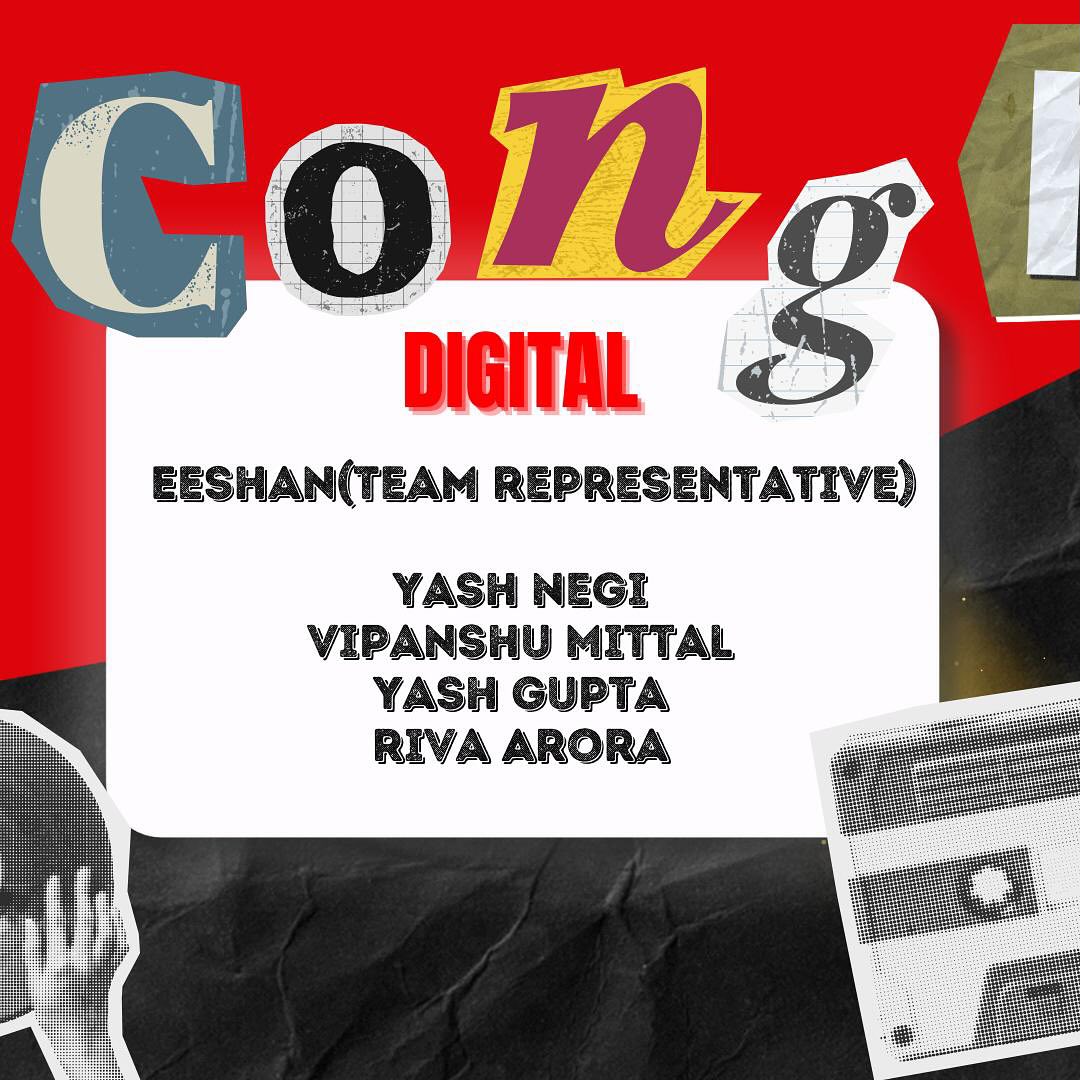 Cong
DIGITAL
EESHAN(TEAM REPRESENTATIVE)
YASH NEGI
VIPANSHU MITTAL
YASH GUPTA
RIVA ARORA